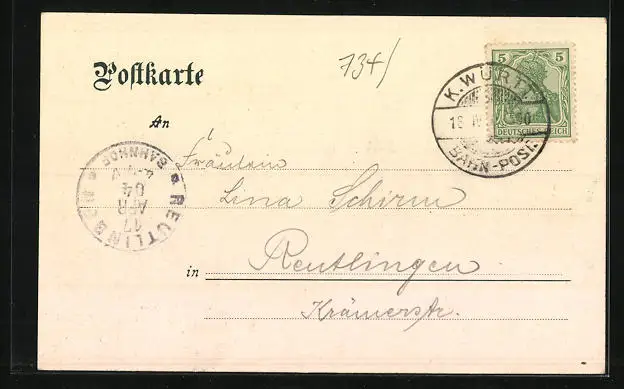 734/
Postkarte
5 5
DEUTSCHES REICH
K. WÜRTT.
BAHN-POST
An
Fräulein
Lina Schirm
in Reutlingen
Krämerstr.
REUTLINGEN
BAHNHOF
17
APR
04